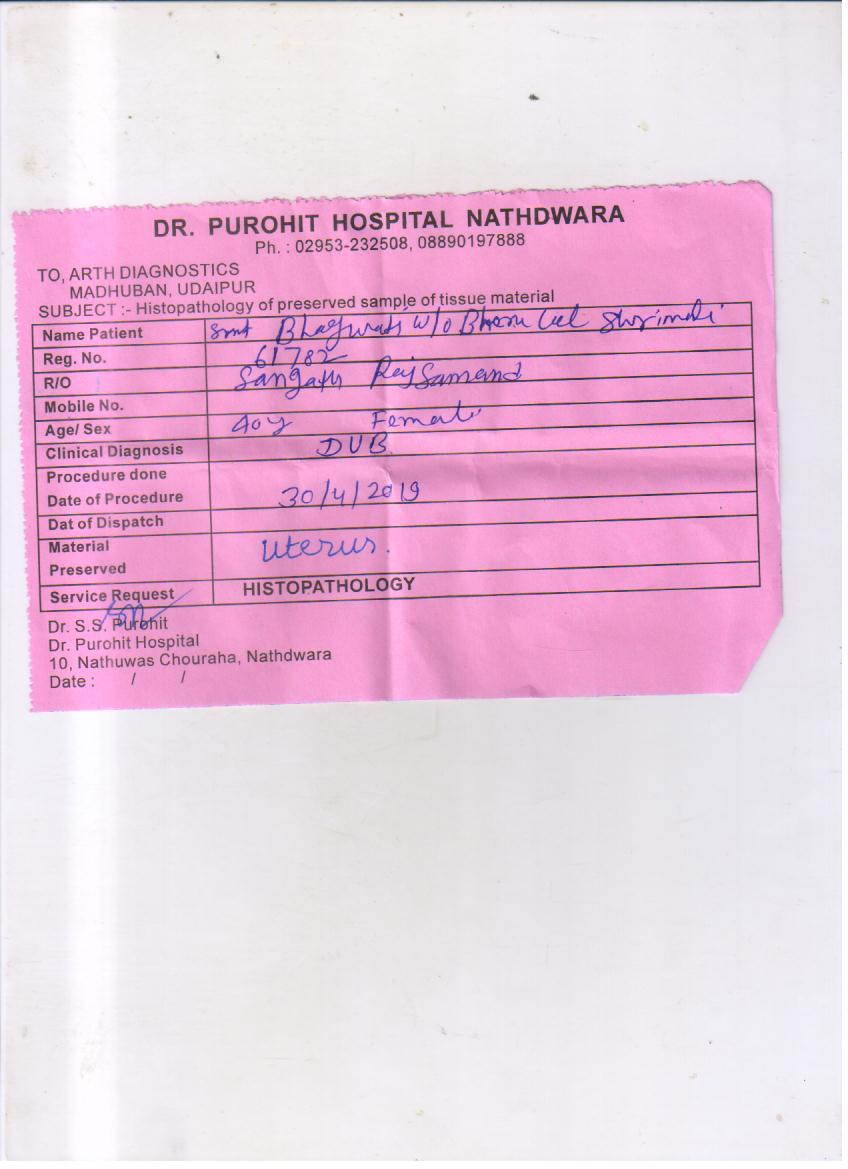 DR. PUROHIT HOSPITAL NATHDWARA
Ph. : 02953-232508, 08890197888
TO, ARTH DIAGNOSTICS
MADHUBAN, UDAIPUR
SUBJECT :- Histopathology of preserved sample of tissue material
Name Patient Smt Bhagwati W/o Lal
Reg. No. 61782
R/O Rajsamand
Mobile No.
Age/ Sex 40y Female
Clinical Diagnosis DUB
Procedure done
Date of Procedure 30/4/2019
Dat of Dispatch
Material Uterus.
Preserved
Service Request HISTOPATHOLOGY
Dr. S.S. Purohit
Dr. Purohit Hospital
10, Nathuwas Chouraha, Nathdwara
Date : / /